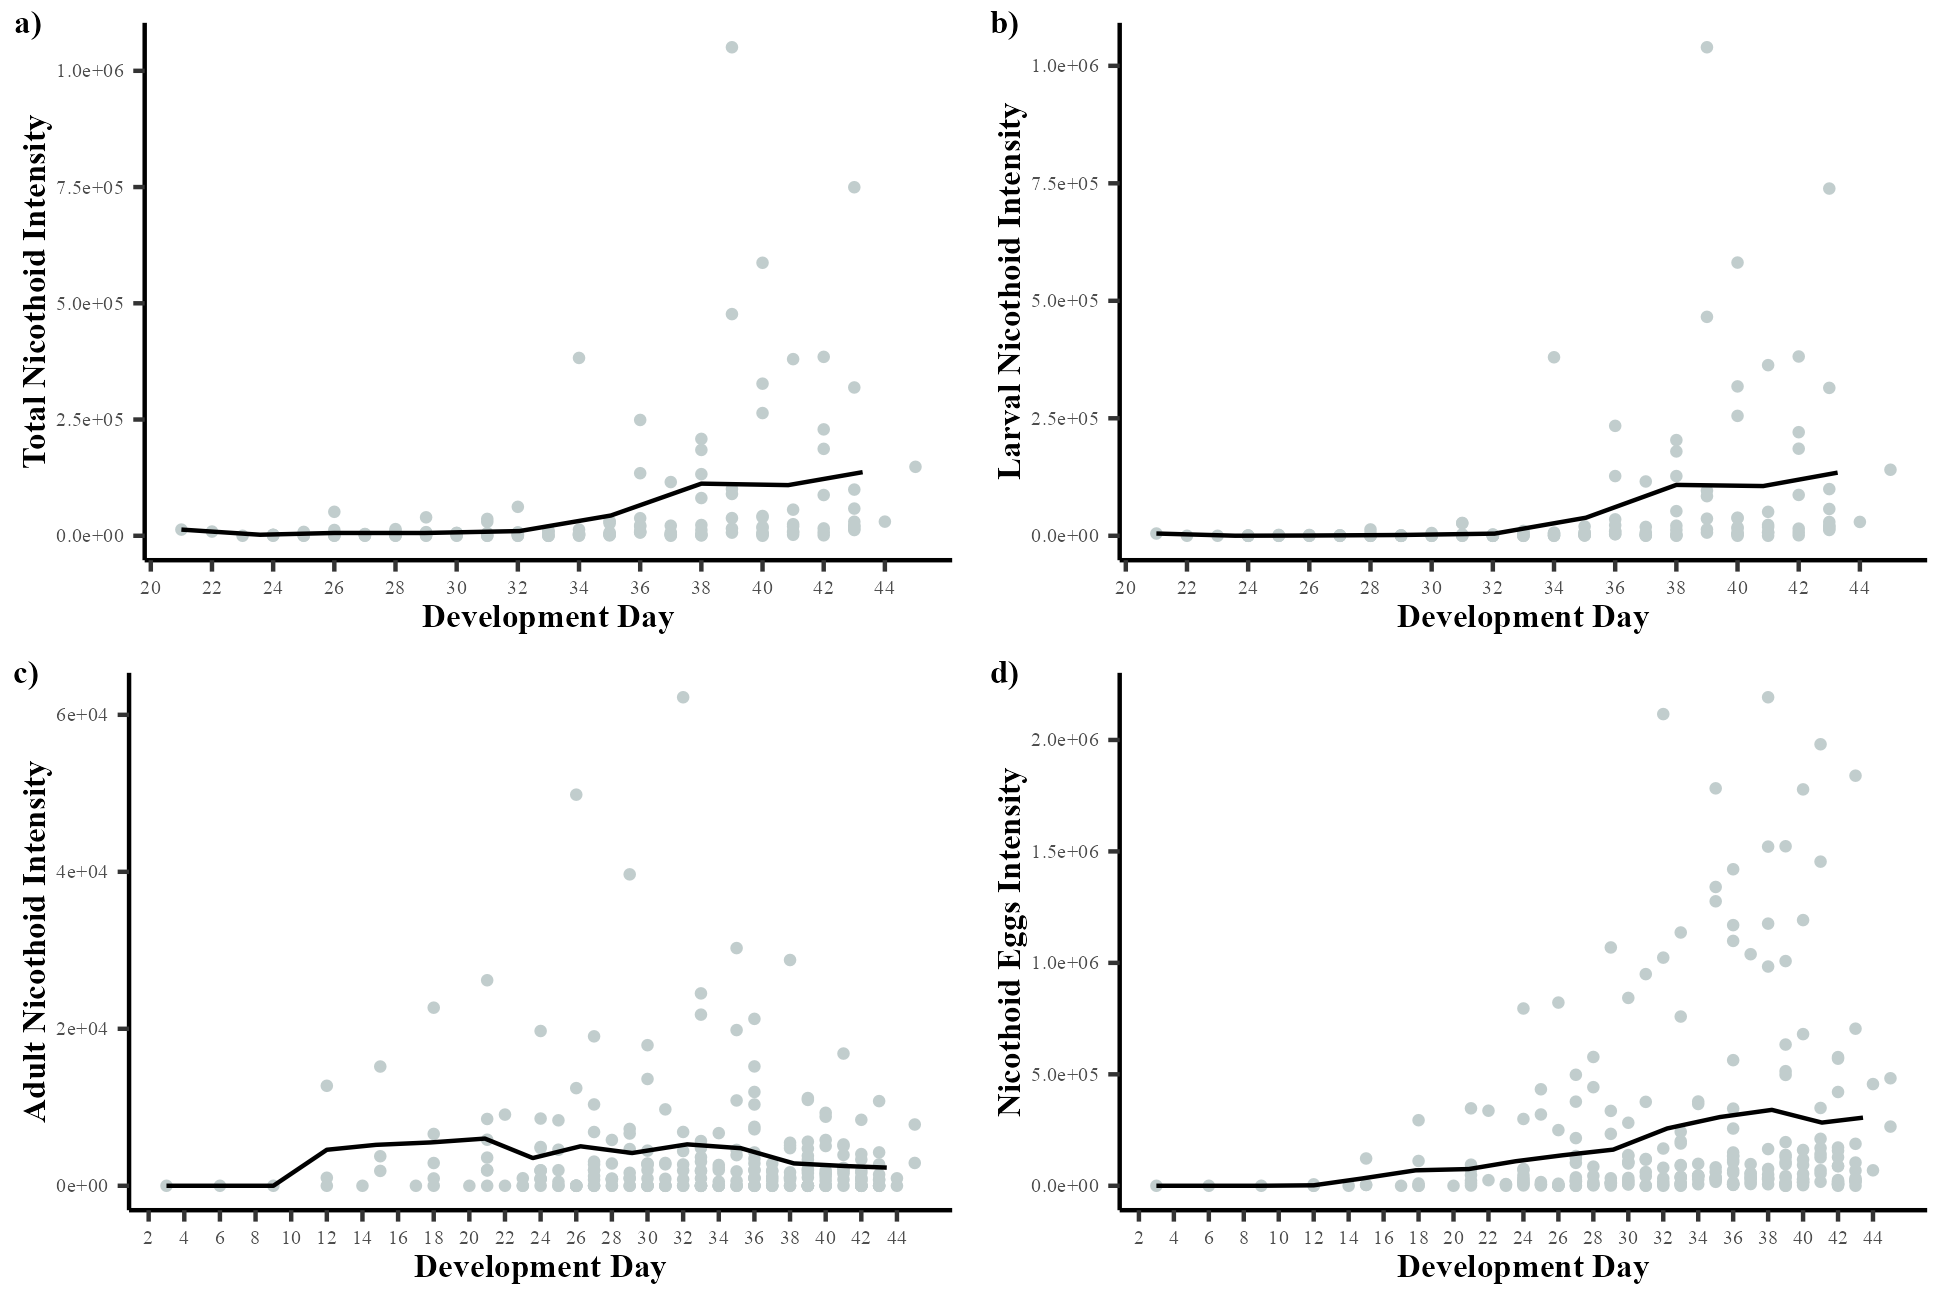 a)
Total Nicothoid Intensity
1.0e+06
7.5e+05
5.0e+05
2.5e+05
0.0e+00
20 22 24 26 28 30 32 34 36 38 40 42 44
Development Day
b)
Larval Nicothoid Intensity
1.0e+06
7.5e+05
5.0e+05
2.5e+05
0.0e+00
20 22 24 26 28 30 32 34 36 38 40 42 44
Development Day
c)
Adult Nicothoid Intensity
6e+04
4e+04
2e+04
0e+00
2 4 6 8 10 12 14 16 18 20 22 24 26 28 30 32 34 36 38 40 42 44
Development Day
d)
Nicothoid Eggs Intensity
2.0e+06
1.5e+06
1.0e+06
5.0e+05
0.0e+00
2 4 6 8 10 12 14 16 18 20 22 24 26 28 30 32 34 36 38 40 42 44
Development Day